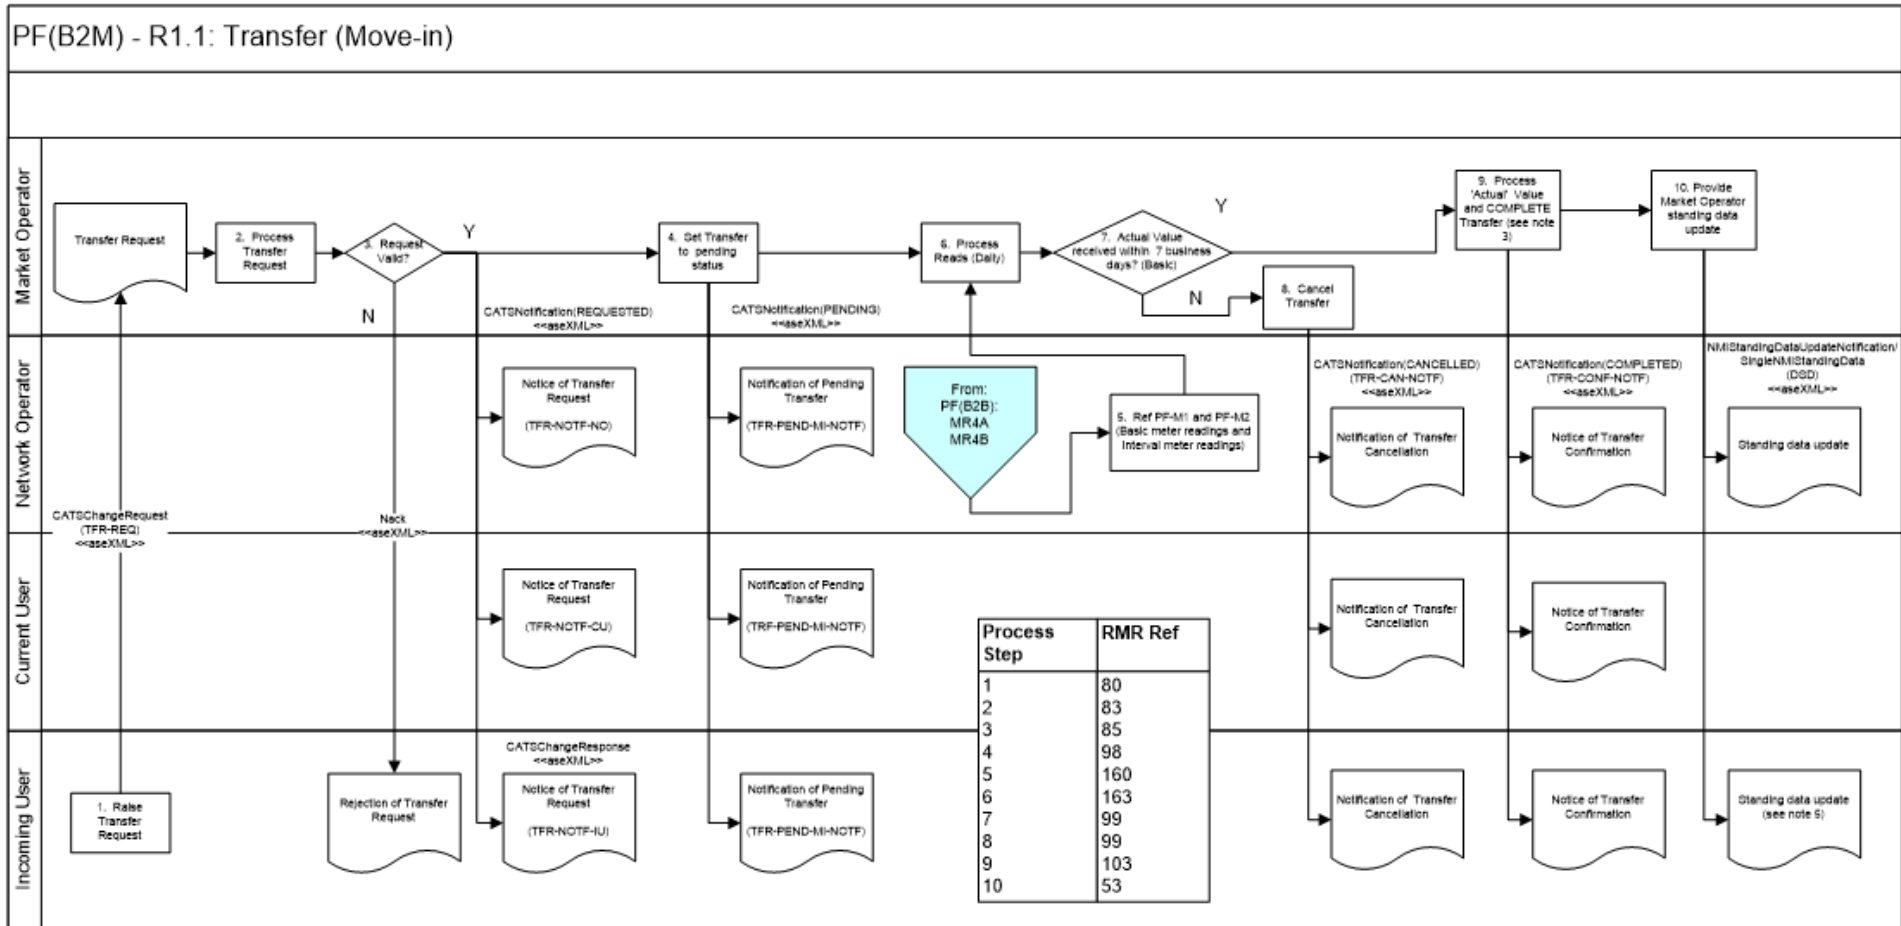 PF(B2M) - R1.1: Transfer (Move-in)
Market Operator
Transfer Request
2. Process
Transfer
Request
3. Request
Valid?
Y
N
4. Set Transfer
to pending
status
6. Process
Reads (Daily)
7. Actual Value
received within 7 business
days? (Basic)
Y
N
8. Cancel
Transfer
9. Process
'Actual' Value
and COMPLETE
Transfer (see note
3)
10. Provide
Market Operator
standing data
update
CATSNotification(REQUESTED)
<<aseXML>>
CATSNotification(PENDING)
<<aseXML>>
Network Operator
Notice of Transfer
Request
(TFR-NOTF-NO)
Notification of Pending
Transfer
(TFR-PEND-MI-NOTF)
From:
PF(B2B):
MR4A
MR4B
5. Ref PF-M1 and PF-M2
(Basic meter readings and
Interval meter readings)
CATSNotification(CANCELLED)
(TFR-CAN-NOTF)
<<aseXML>>
Notification of Transfer
Cancellation
CATSNotification(COMPLETED)
(TFR-CONF-NOTF)
<<aseXML>>
Notice of Transfer
Confirmation
NMIStandingDataUpdateNotification/
SingleNMIStandingData
(DSD)
<<aseXML>>
Standing data update
CATSChangeRequest
(TFR-REQ)
<<aseXML>>
Nack
<<aseXML>>
Current User
Notice of Transfer
Request
(TFR-NOTF-CU)
Notification of Pending
Transfer
(TRF-PEND-MI-NOTF)
Notification of Transfer
Cancellation
Notice of Transfer
Confirmation
Process
Step
RMR Ref
1 80
2 83
3 85
4 98
5 160
6 163
7 99
8 99
9 103
10 53
Incoming User
1. Raise
Transfer
Request
Rejection of Transfer
Request
CATSChangeResponse
<<aseXML>>
Notice of Transfer
Request
(TFR-NOTF-IU)
Notification of Pending
Transfer
(TFR-PEND-MI-NOTF)
Notification of Transfer
Cancellation
Notice of Transfer
Confirmation
Standing data update
(see note 5)